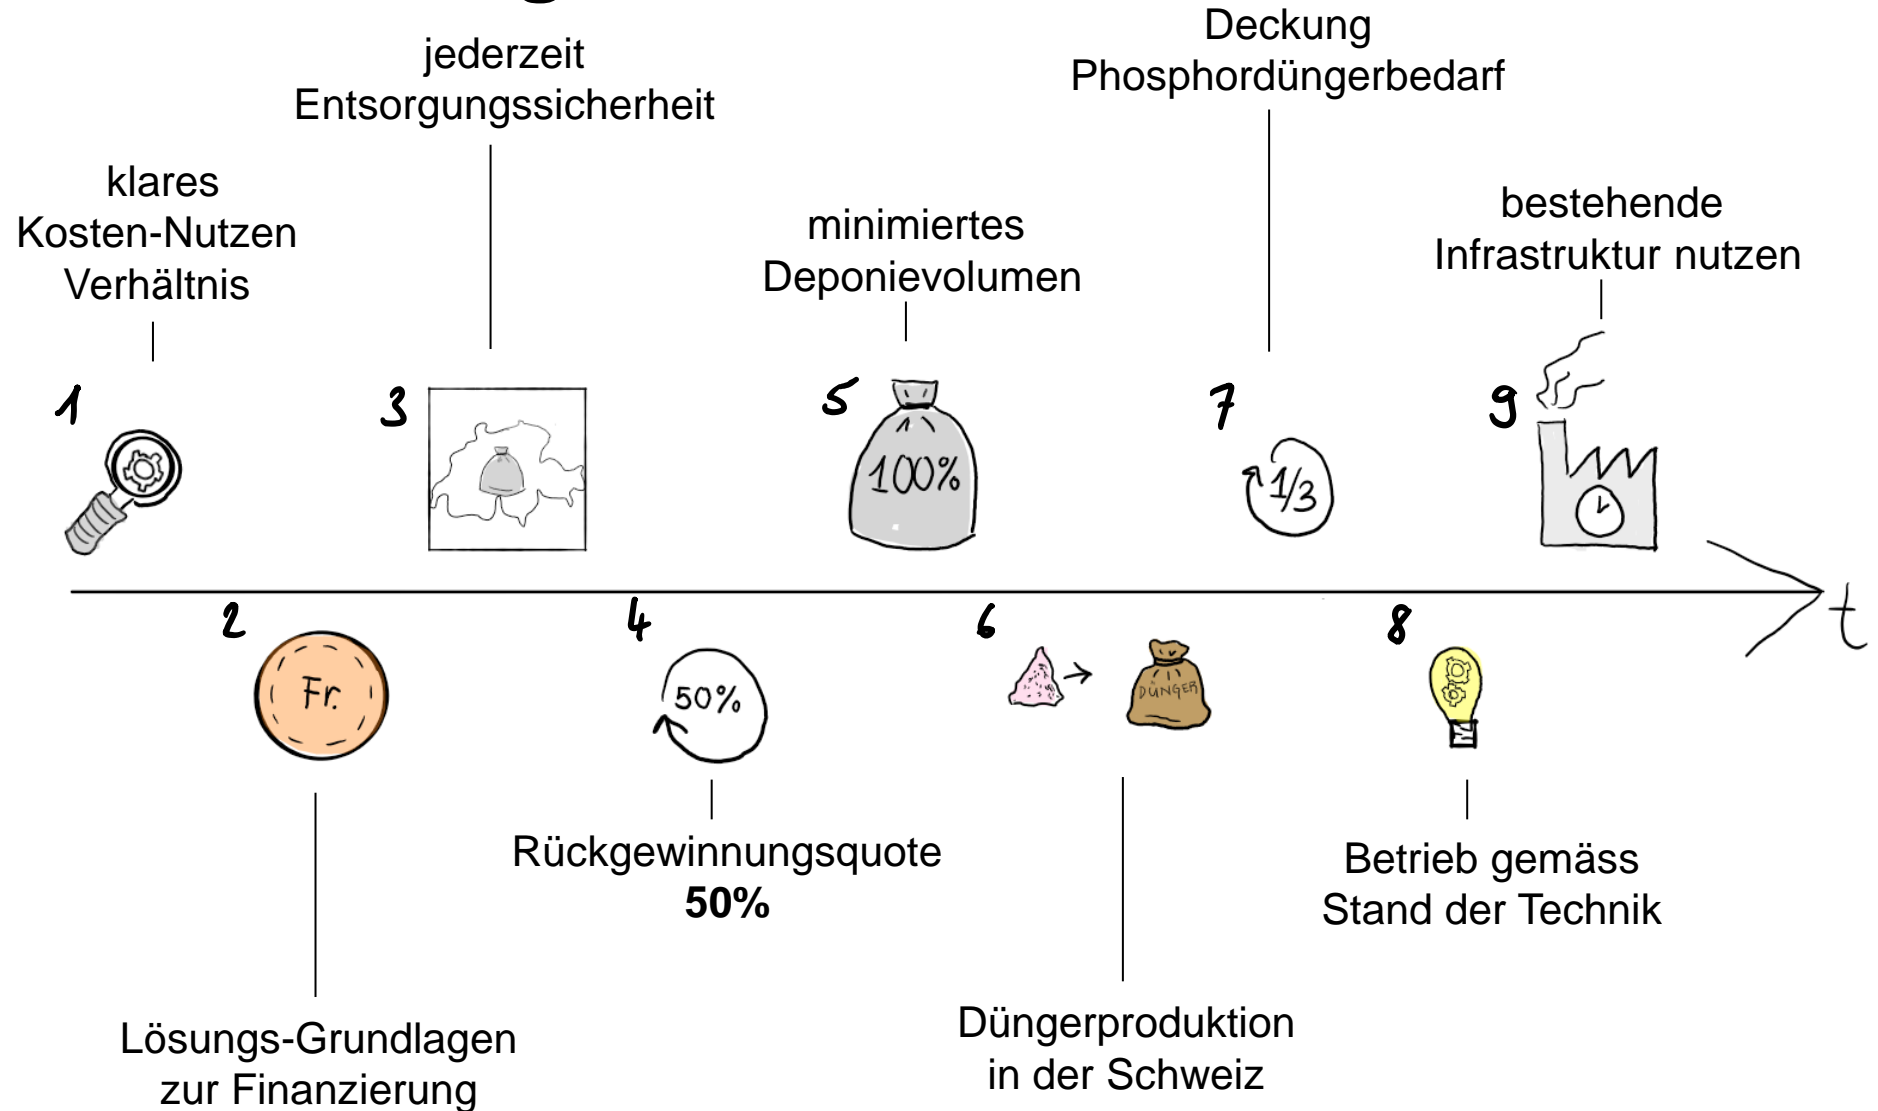 jederzeit
Entsorgungssicherheit
Deckung
Phosphordüngerbedarf
klares
Kosten-Nutzen
Verhältnis
minimiertes
Deponievolumen
bestehende
Infrastruktur nutzen
1
3
5
100%
7
1/3
9
t
2
Fr.
4
50%
6
DÜNGER
8
Rückgewinnungsquote
50%
Betrieb gemäss
Stand der Technik
Lösungs-Grundlagen
zur Finanzierung
Düngerproduktion
in der Schweiz